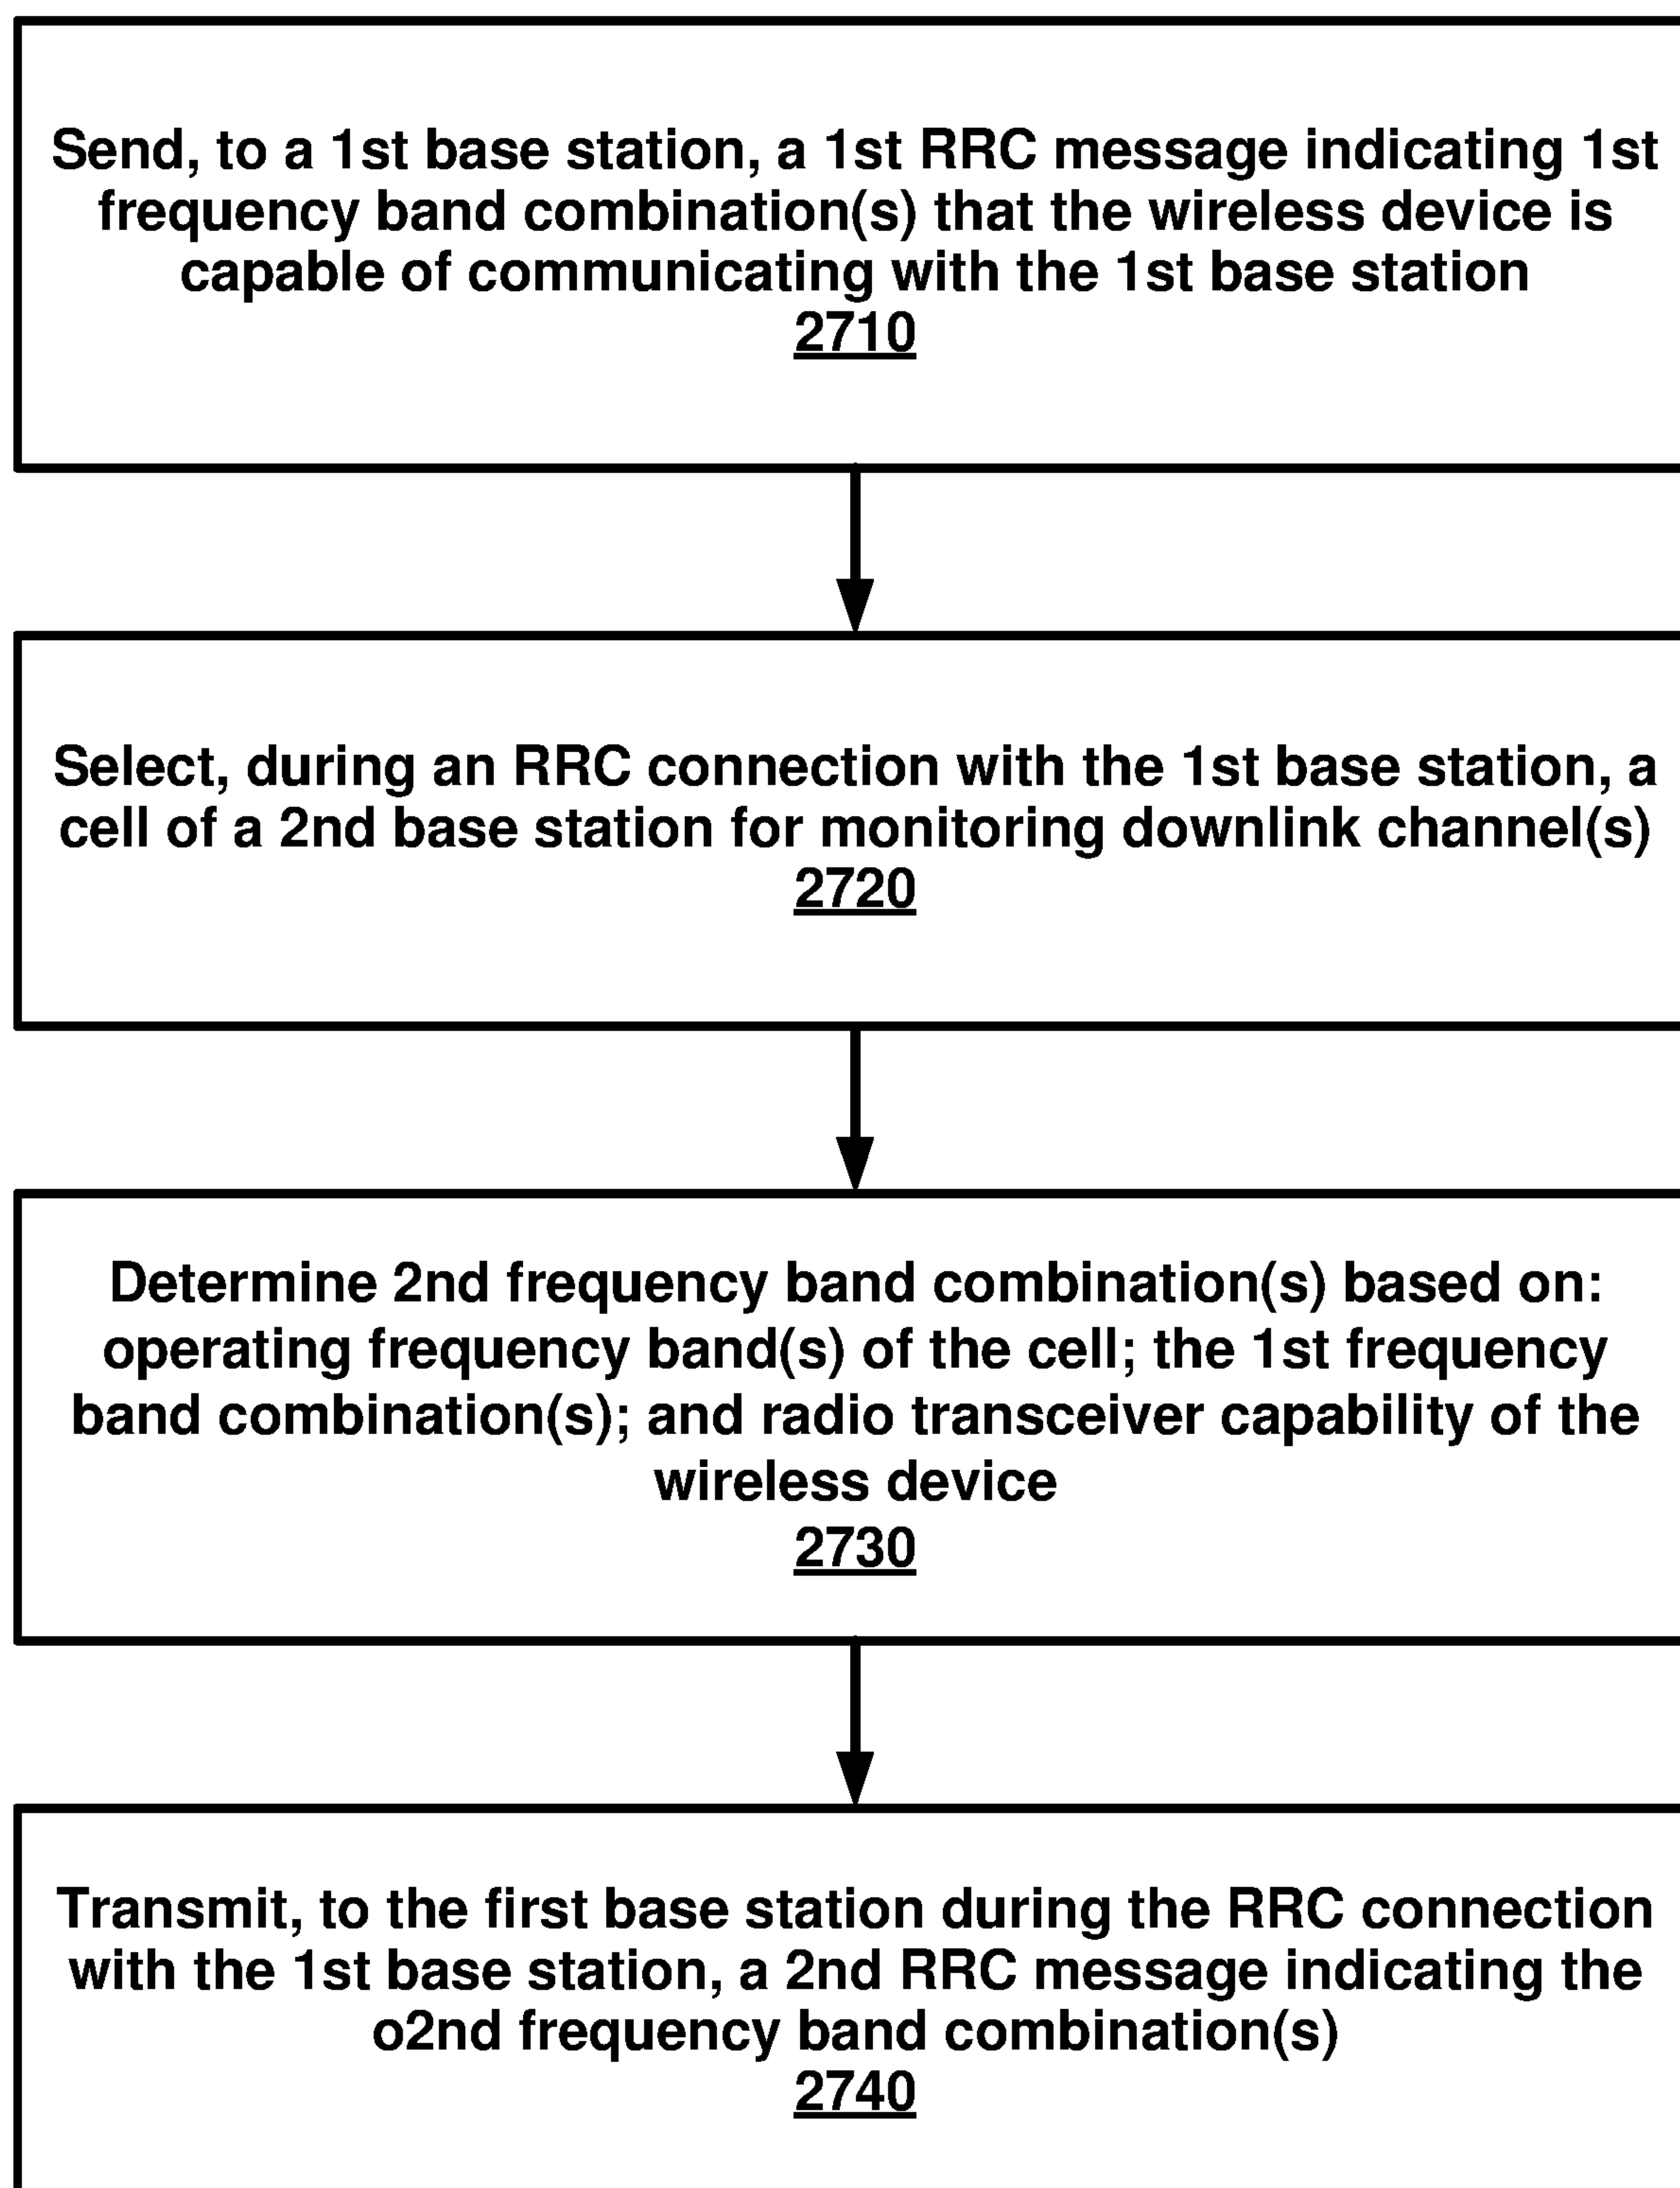 Send, to a 1st base station, a 1st RRC message indicating 1st
frequency band combination(s) that the wireless device is
capable of communicating with the 1st base station
2710
Select, during an RRC connection with the 1st base station, a
cell of a 2nd base station for monitoring downlink channel(s)
2720
Determine 2nd frequency band combination(s) based on:
operating frequency band(s) of the cell; the 1st frequency
band combination(s); and radio transceiver capability of the
wireless device
2730
Transmit, to the first base station during the RRC connection
with the 1st base station, a 2nd RRC message indicating the
o2nd frequency band combination(s)
2740